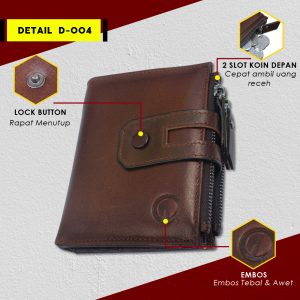 DETAIL D-004
2 SLOT KOIN DEPAN
Cepat ambil uang
receh
LOCK BUTTON
Rapat Menutup
EMBOS
Embos Tebal & Awet